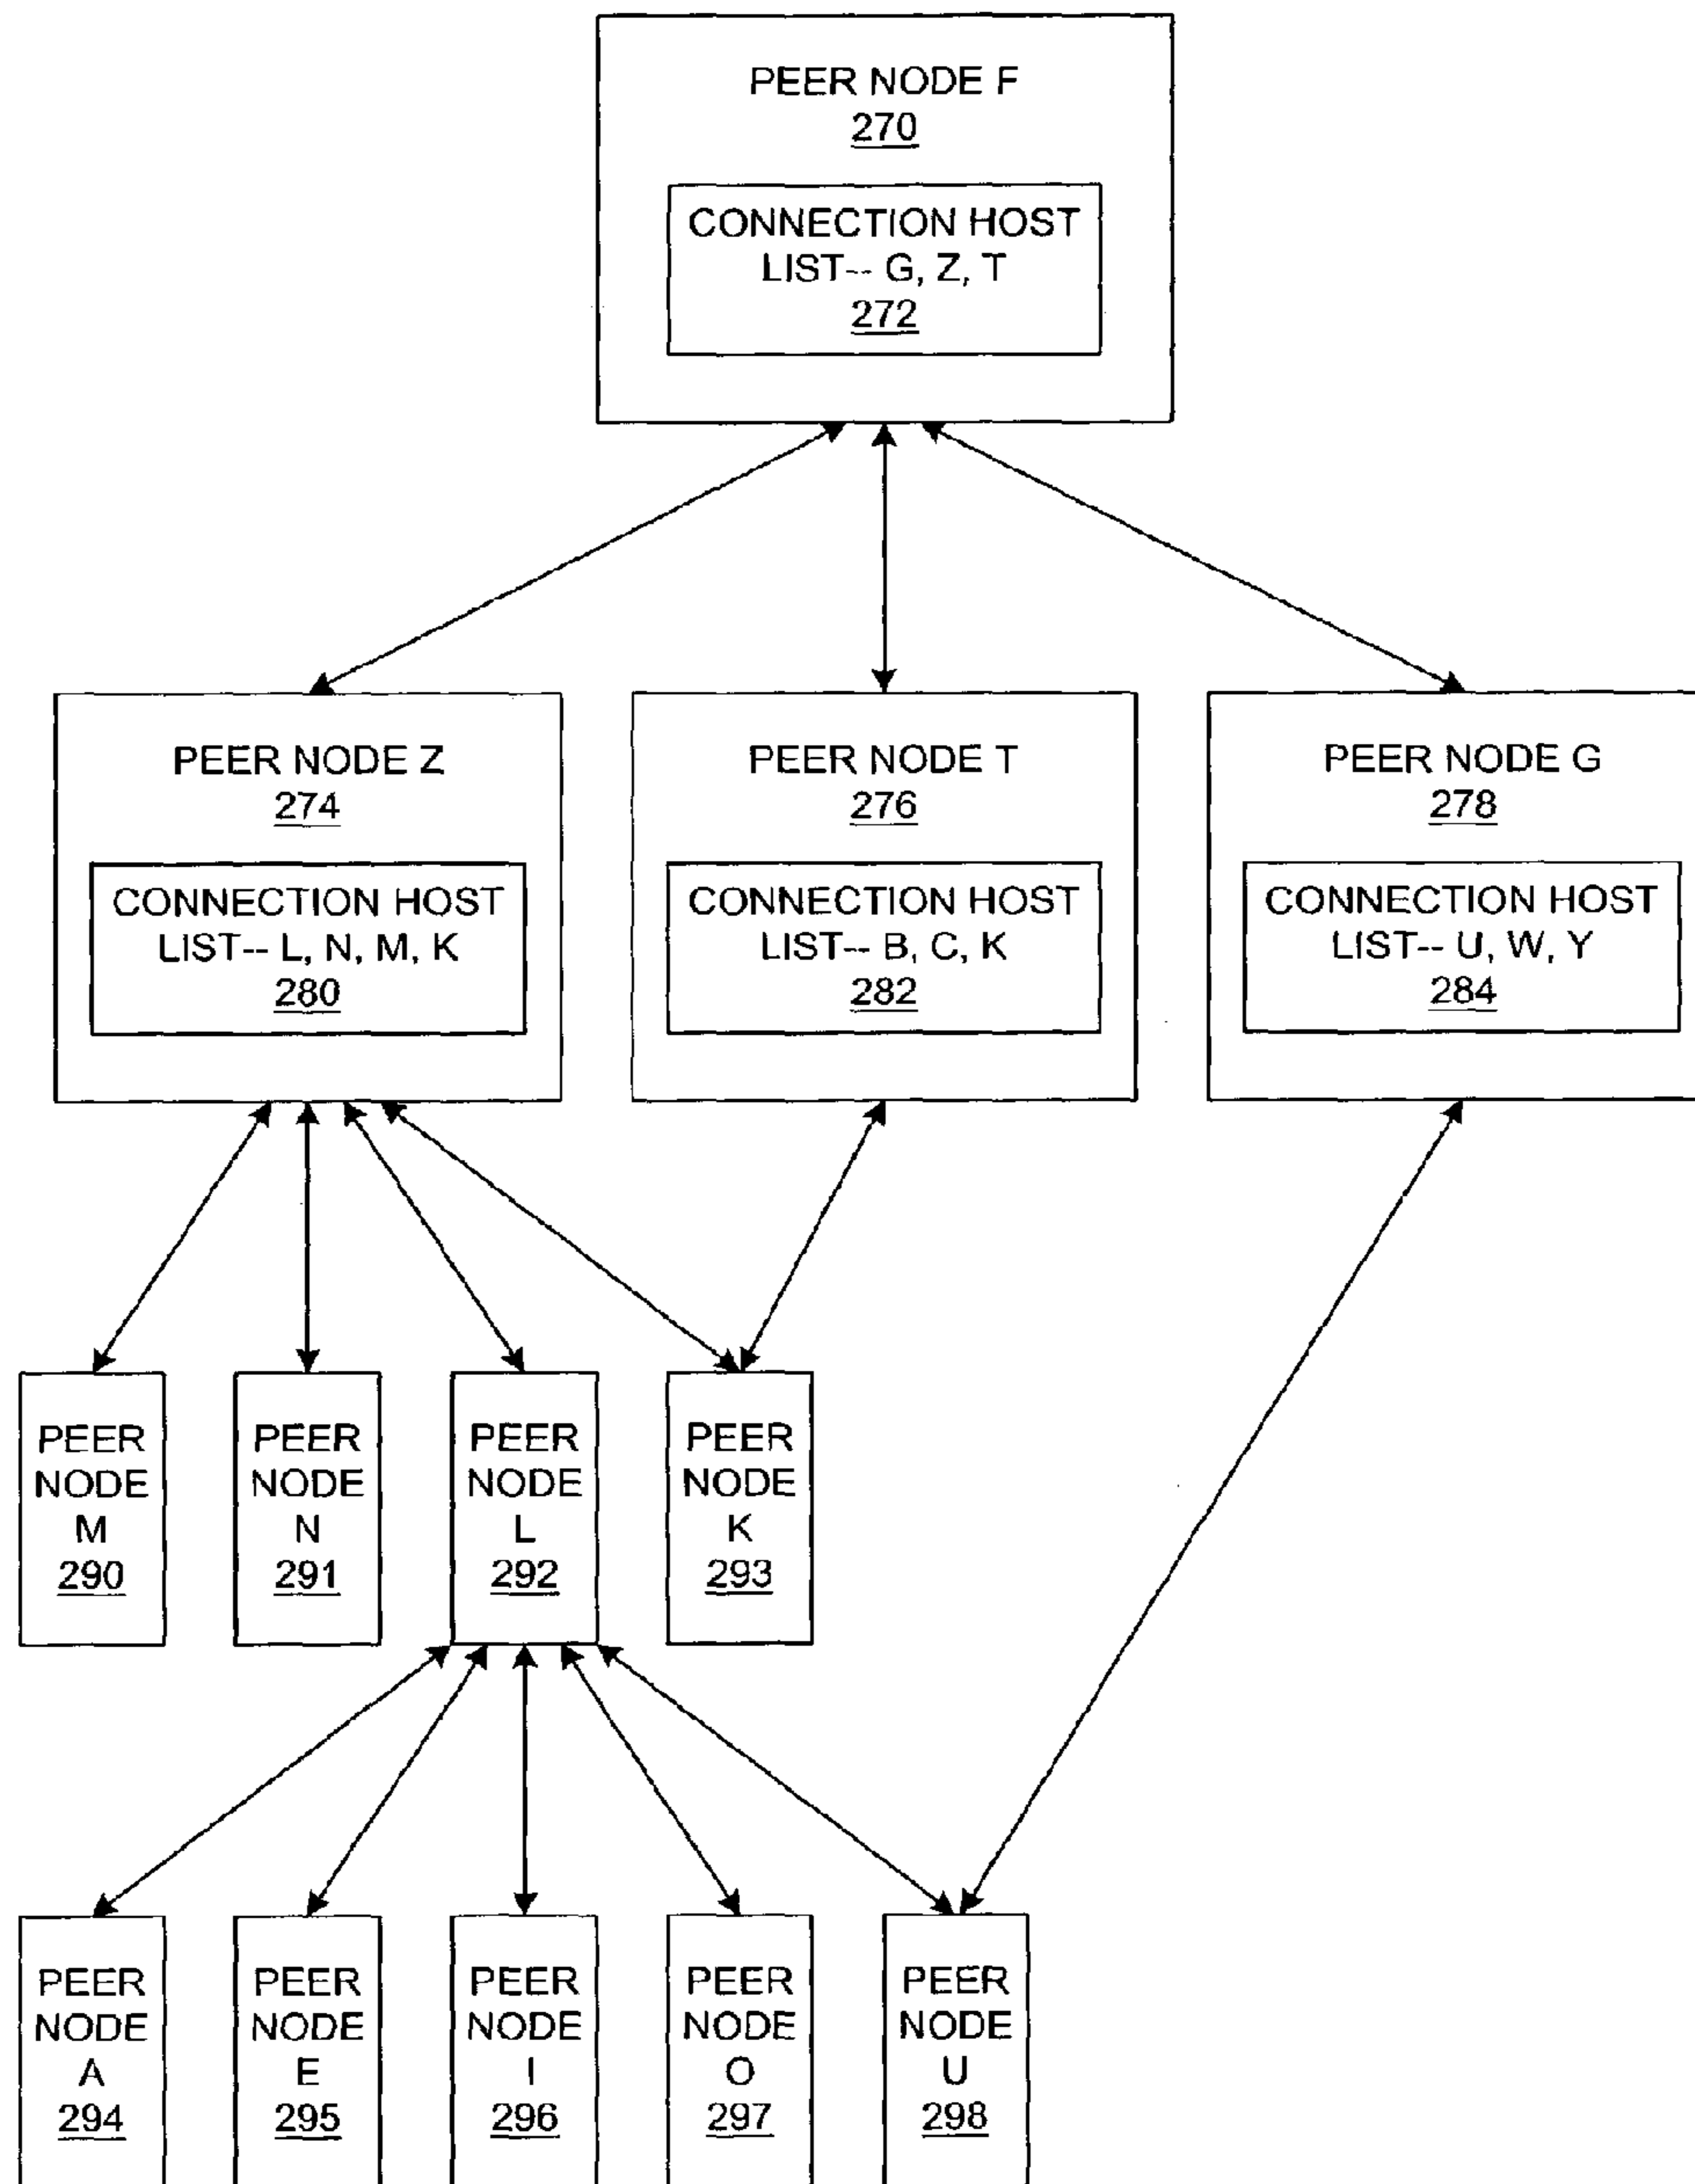 PEER NODE F
270
CONNECTION HOST
LIST-- G, Z, T
272
PEER NODE Z
274
CONNECTION HOST
LIST-- L, N, M, K
280
PEER NODE T
276
CONNECTION HOST
LIST-- B, C, K
282
PEER NODE G
278
CONNECTION HOST
LIST-- U, W, Y
284
PEER
NODE
M
290
PEER
NODE
N
291
PEER
NODE
L
292
PEER
NODE
K
293
PEER
NODE
A
294
PEER
NODE
E
295
PEER
NODE
I
296
PEER
NODE
O
297
PEER
NODE
U
298